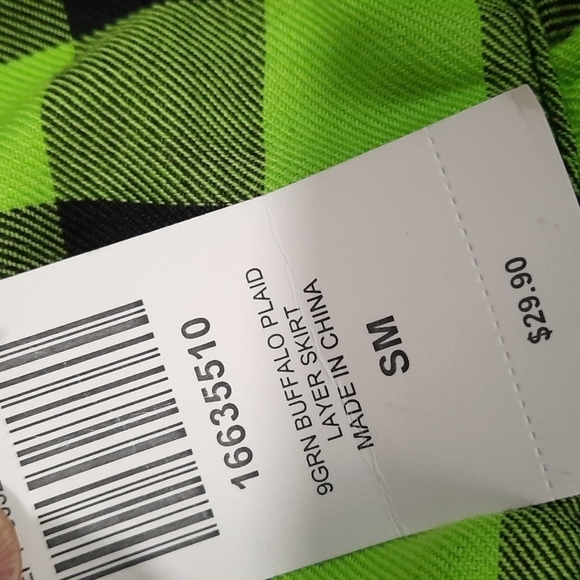 16635510
9GRN BUFFALO PLAID
LAYER SKIRT
MADE IN CHINA
SM
$29.90